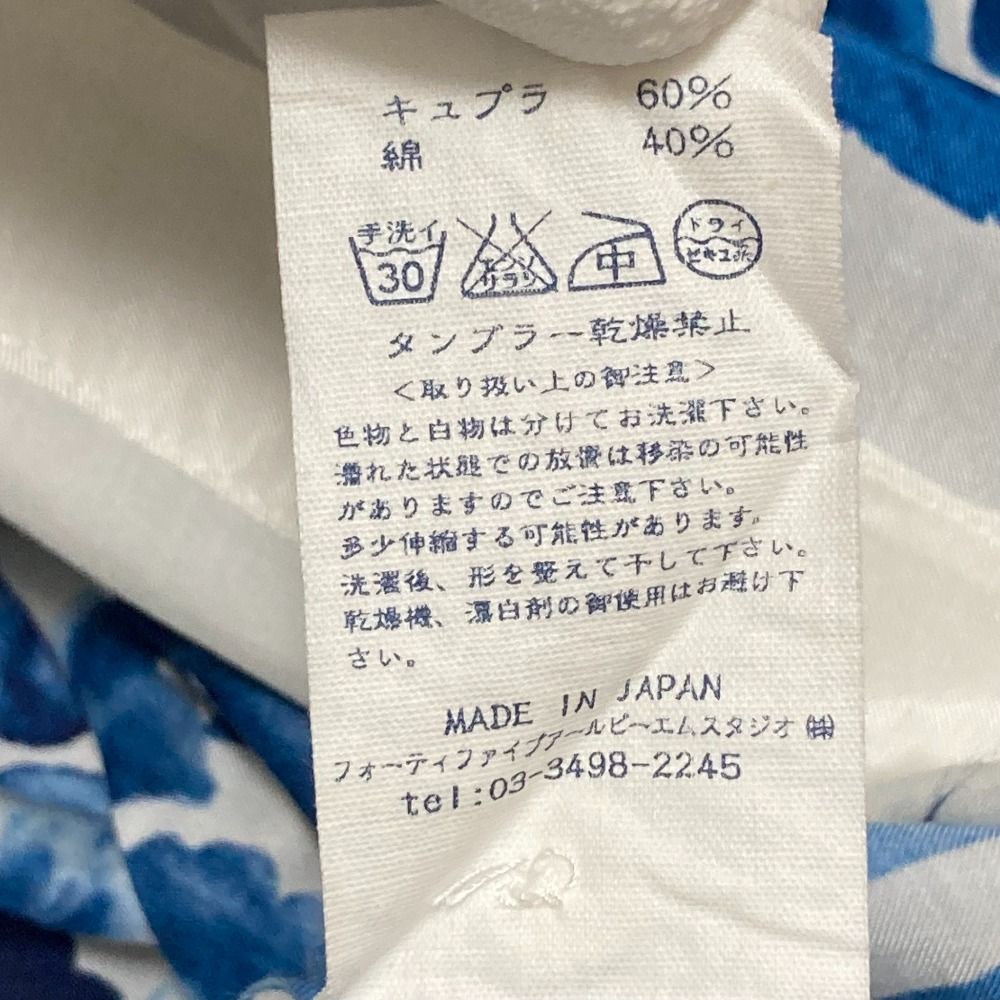 キュプラ 60%
綿 40%
手洗イ 30 エンソサラシ 中 ドライ セキユ系
タンブラー乾燥禁止
<取り扱い上の御注意>
色物と白物は分けてお洗濯下さい。
濡れた状態での放置は移染の可能性
がありますのでご注意下さい。
多少伸縮する可能性があります。
洗濯後、形を整えて干して下さい。
乾燥機、漂白剤の御使用はお避け下
さい。
MADE IN JAPAN
フォーティファイブアールピーエムスタジオ㈱
tel:03-3498-2245